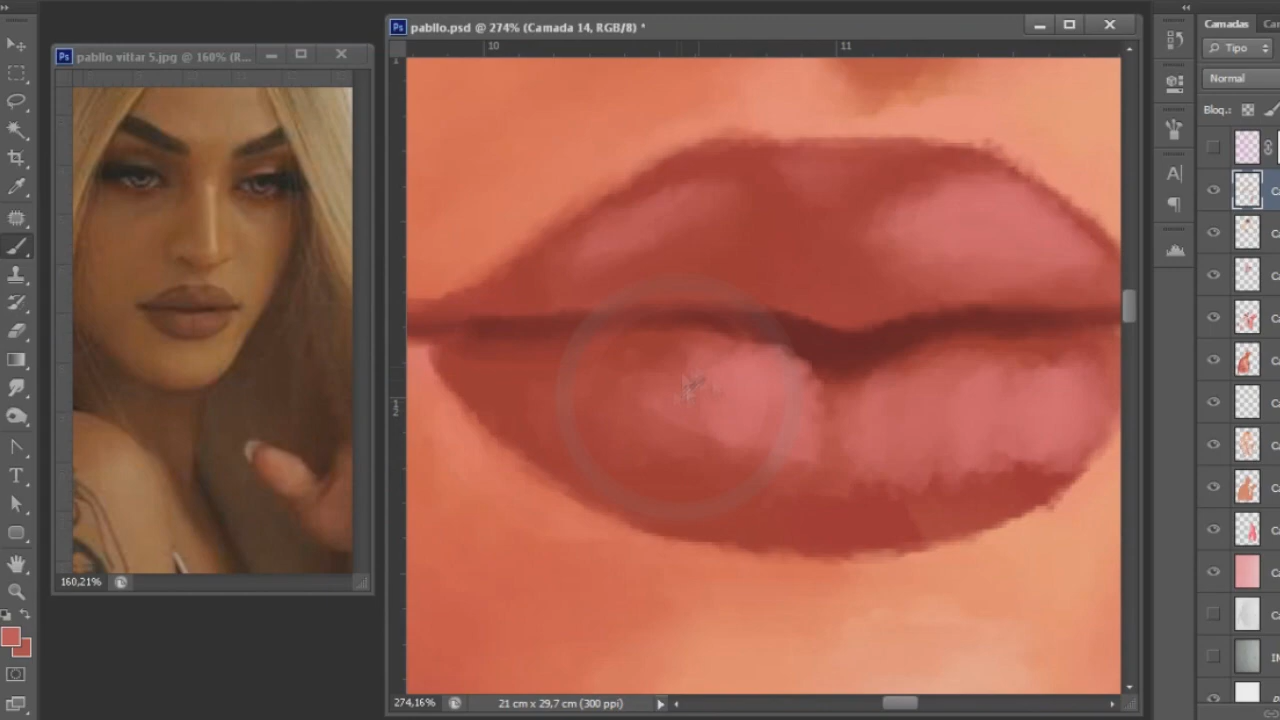 pabllo.psd @ 274% (Camada 14, RGB/8) *
Camadas
pabllo vittar 5.jpg @ 160% (R...
Tipo
10
11
Normal
Bloq.:
12
160,21%
274,16%
21 cm x 29,7 cm (300 ppi)